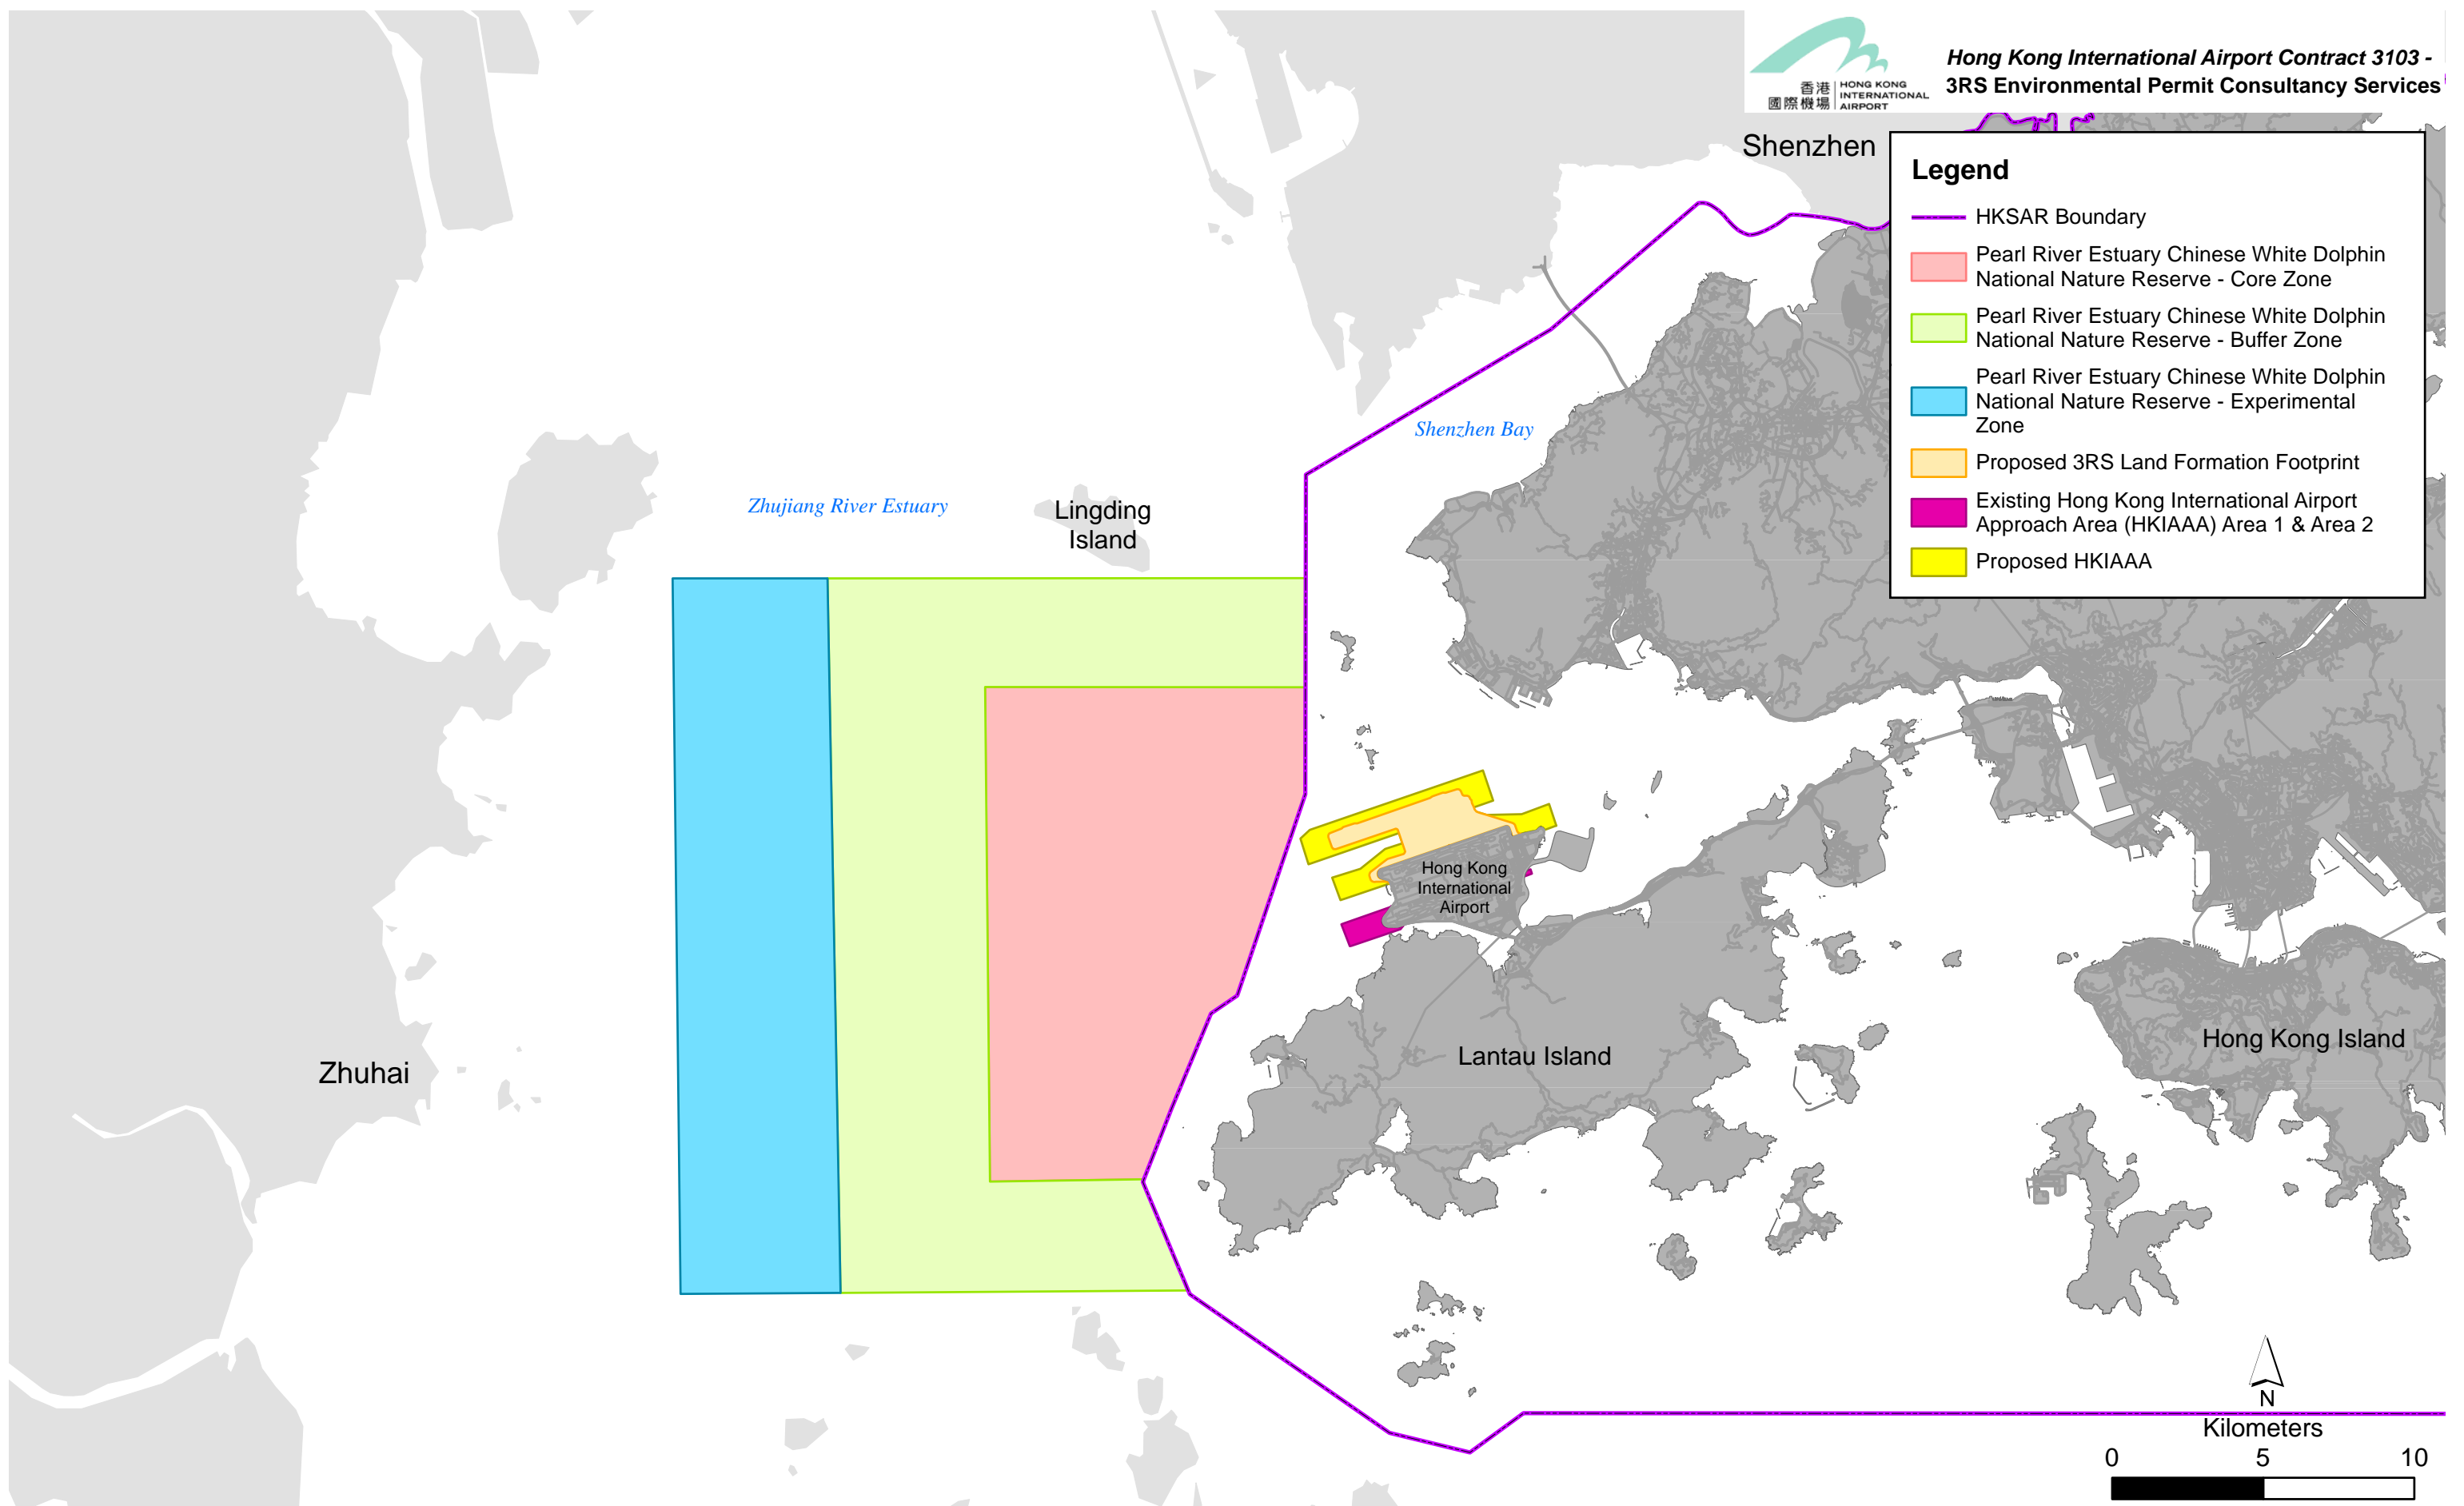 香港
國際機場
HONG KONG
INTERNATIONAL
AIRPORT
Hong Kong International Airport Contract 3103 -
3RS Environmental Permit Consultancy Services
Shenzhen
Legend
HKSAR Boundary
Pearl River Estuary Chinese White Dolphin
National Nature Reserve - Core Zone
Pearl River Estuary Chinese White Dolphin
National Nature Reserve - Buffer Zone
Pearl River Estuary Chinese White Dolphin
National Nature Reserve - Experimental
Zone
Proposed 3RS Land Formation Footprint
Existing Hong Kong International Airport
Approach Area (HKIAAA) Area 1 & Area 2
Proposed HKIAAA
Shenzhen Bay
Zhujiang River Estuary
Lingding
Island
Hong Kong
International
Airport
Hong Kong Island
Lantau Island
Zhuhai
N
Kilometers
0 5 10